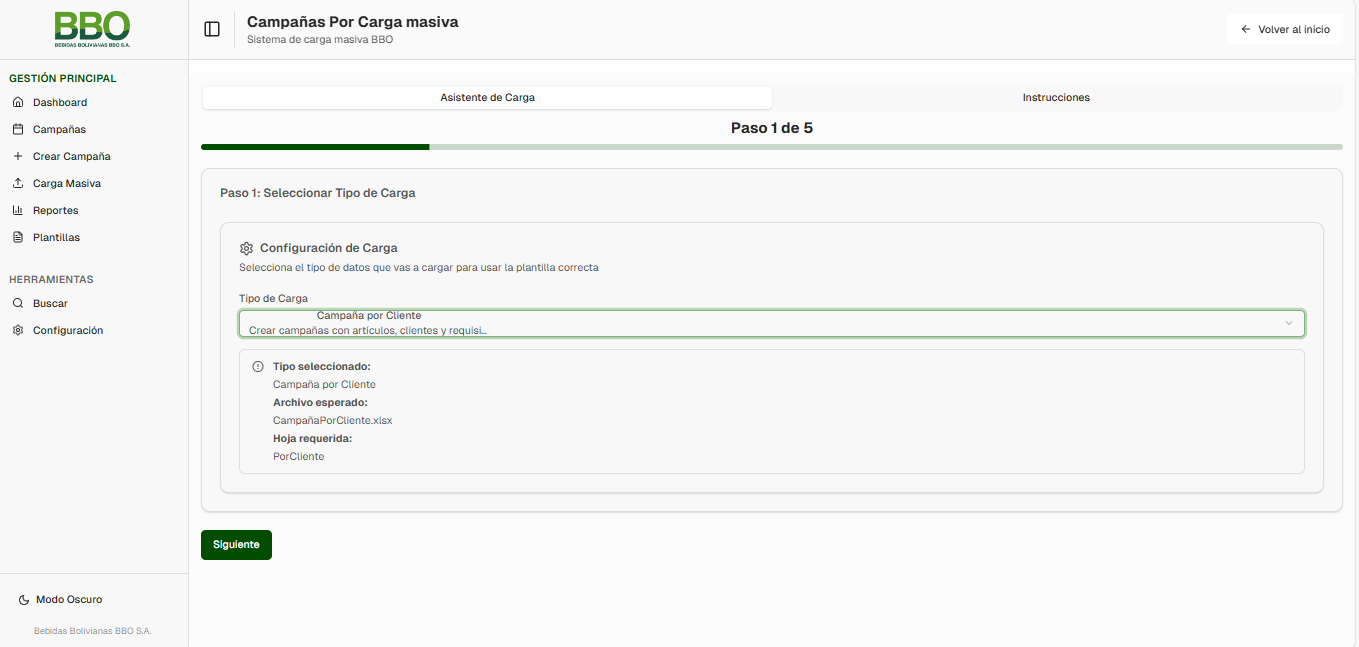 BBO
BEBIDAS BOLIVIANAS BBO S.A.
GESTIÓN PRINCIPAL
Dashboard
Campañas
Crear Campaña
Carga Masiva
Reportes
Plantillas
HERRAMIENTAS
Buscar
Configuración
Modo Oscuro
Bebidas Bolivianas BBO S.A.
Campañas Por Carga masiva
Sistema de carga masiva BBO
Volver al inicio
Asistente de Carga
Instrucciones
Paso 1 de 5
Paso 1: Seleccionar Tipo de Carga
Configuración de Carga
Selecciona el tipo de datos que vas a cargar para usar la plantilla correcta
Tipo de Carga
Campaña por Cliente
Crear campañas con artículos, clientes y requisi...
Tipo seleccionado:
Campaña por Cliente
Archivo esperado:
CampañaPorCliente.xlsx
Hoja requerida:
PorCliente
Siguiente